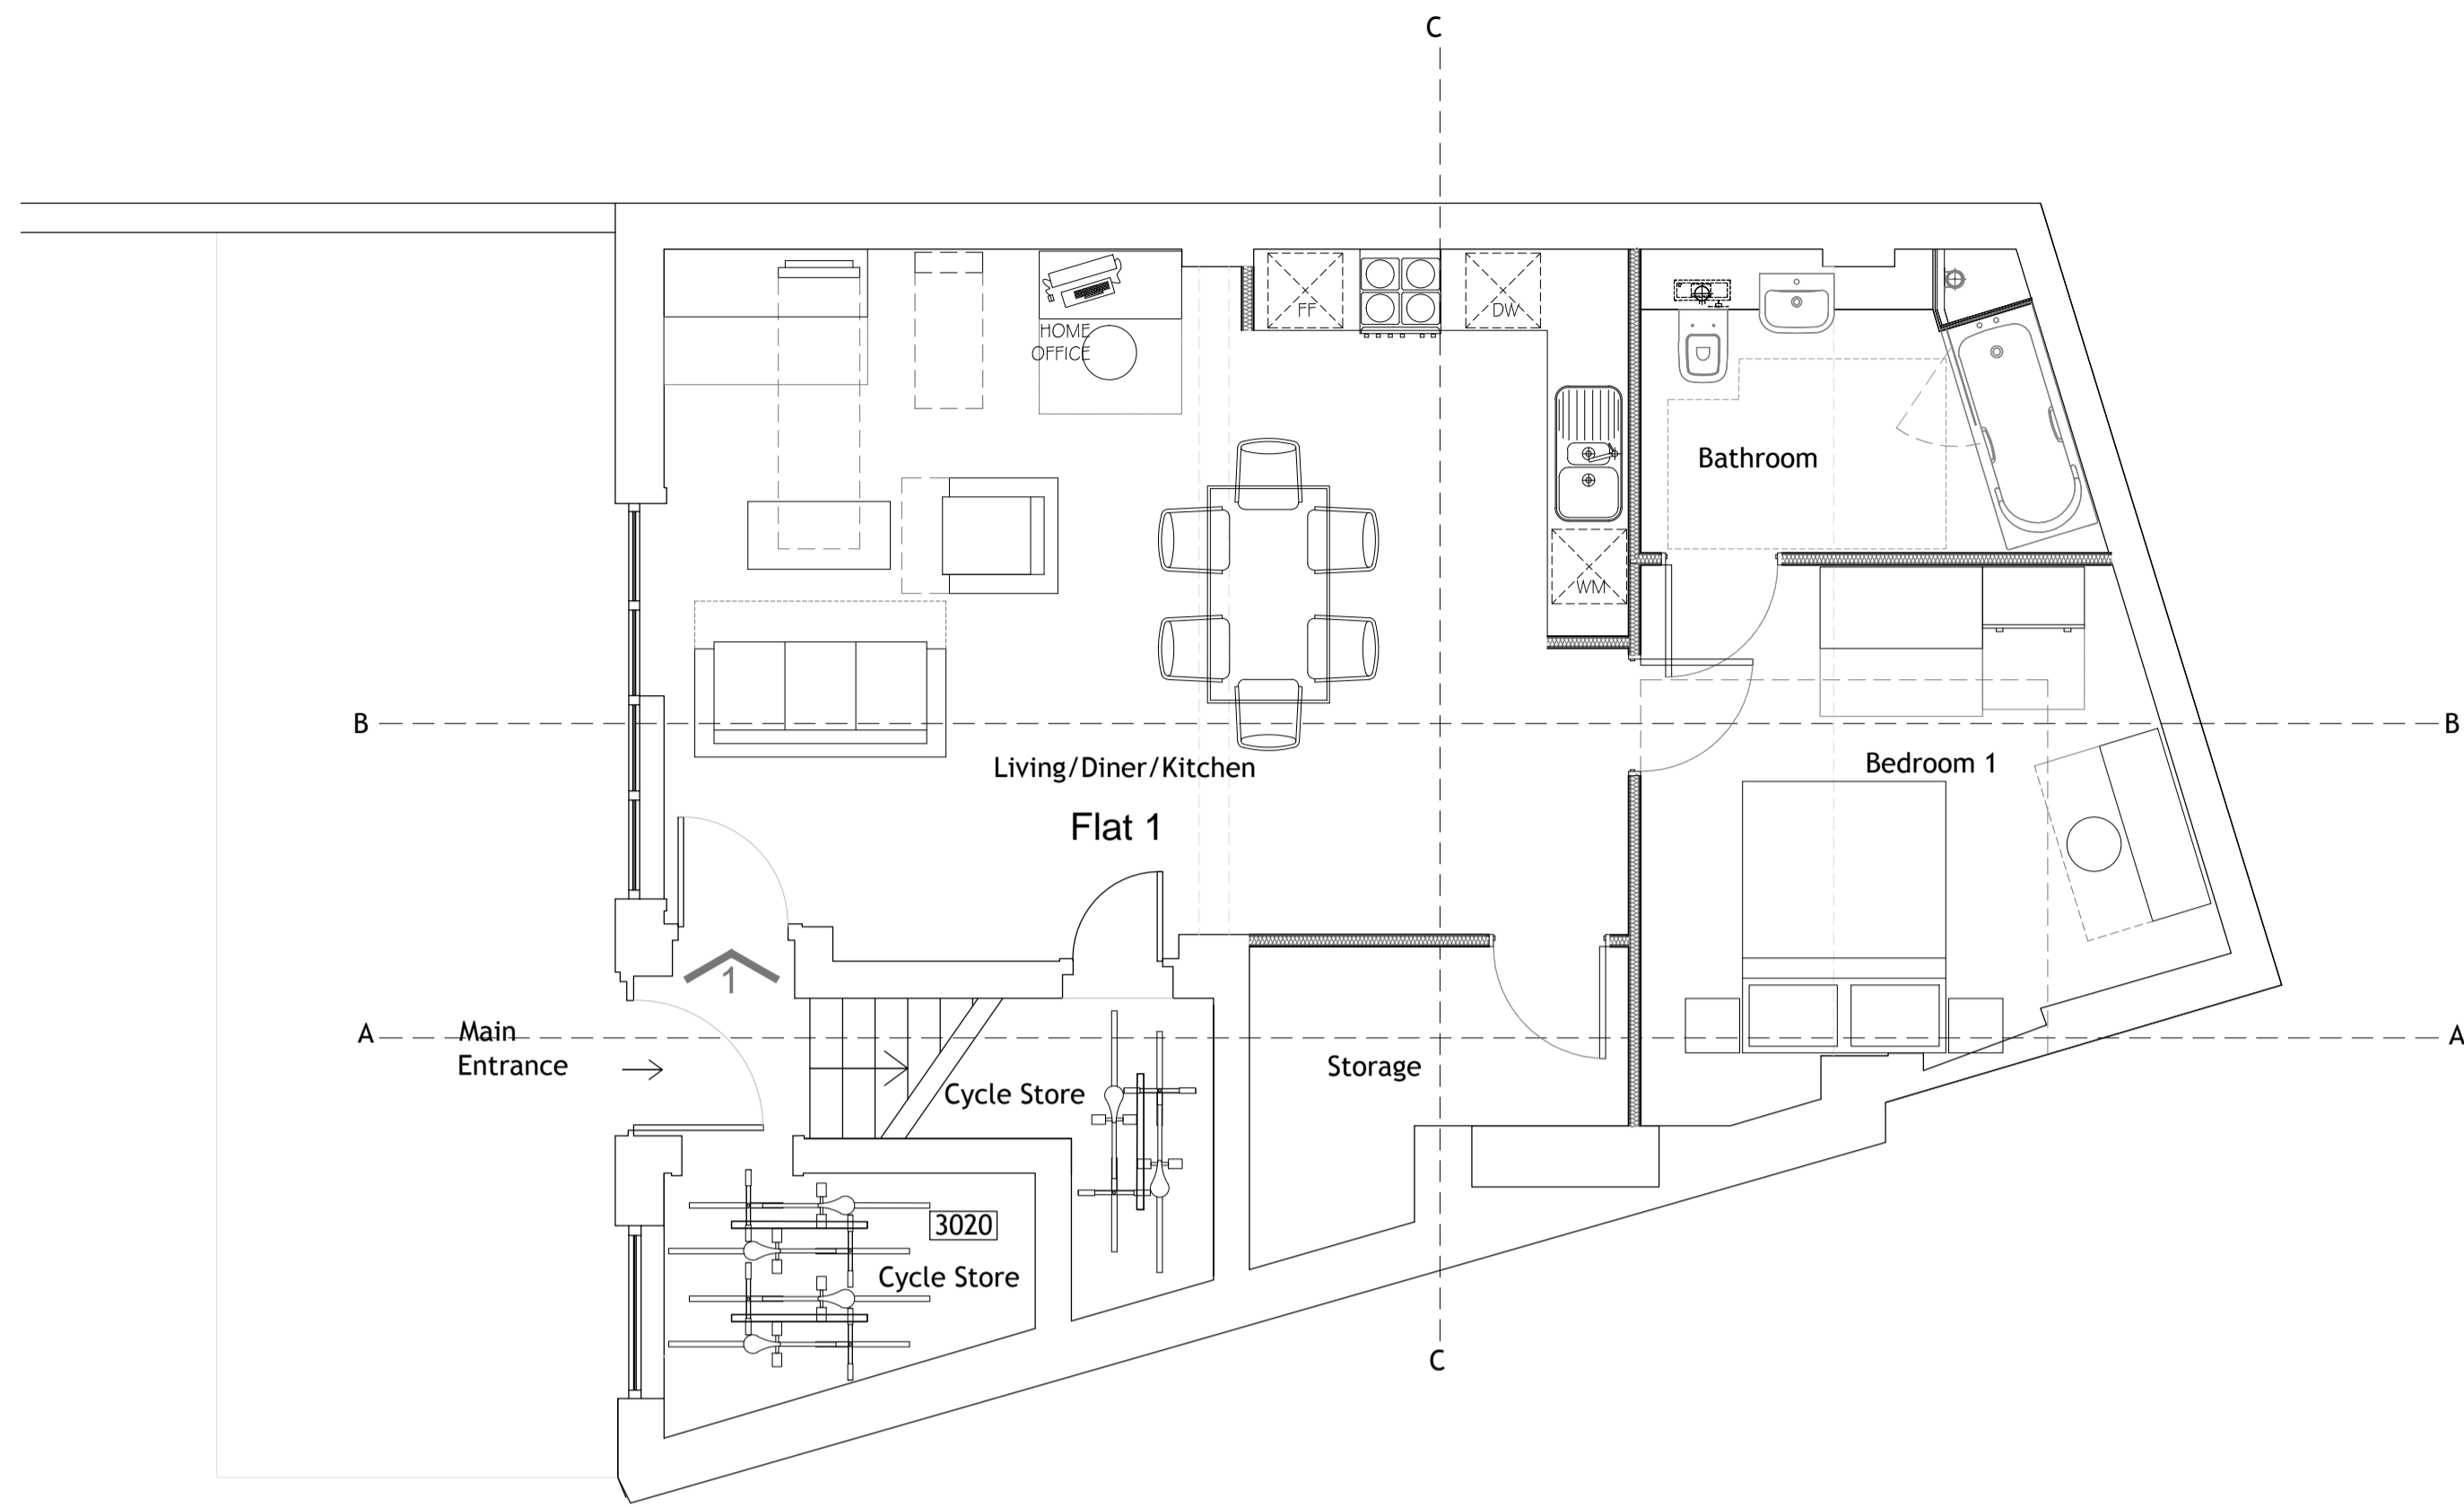 C
HOME
OFFICE
FF
DW
Bathroom
WM
B
B
Living/Diner/Kitchen
Bedroom 1
Flat 1
1
A
Main
Entrance
A
Storage
Cycle Store
3020
Cycle Store
C